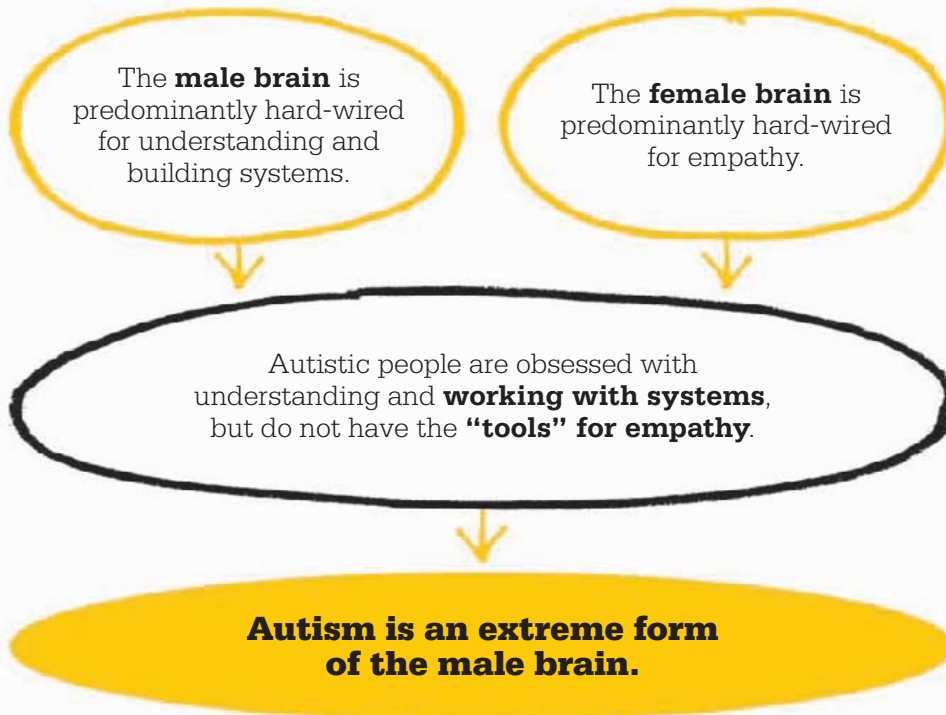 The male brain is
predominantly hard-wired
for understanding and
building systems.
The female brain is
predominantly hard-wired
for empathy.
Autistic people are obsessed with
understanding and working with systems,
but do not have the “tools” for empathy.
Autism is an extreme form
of the male brain.